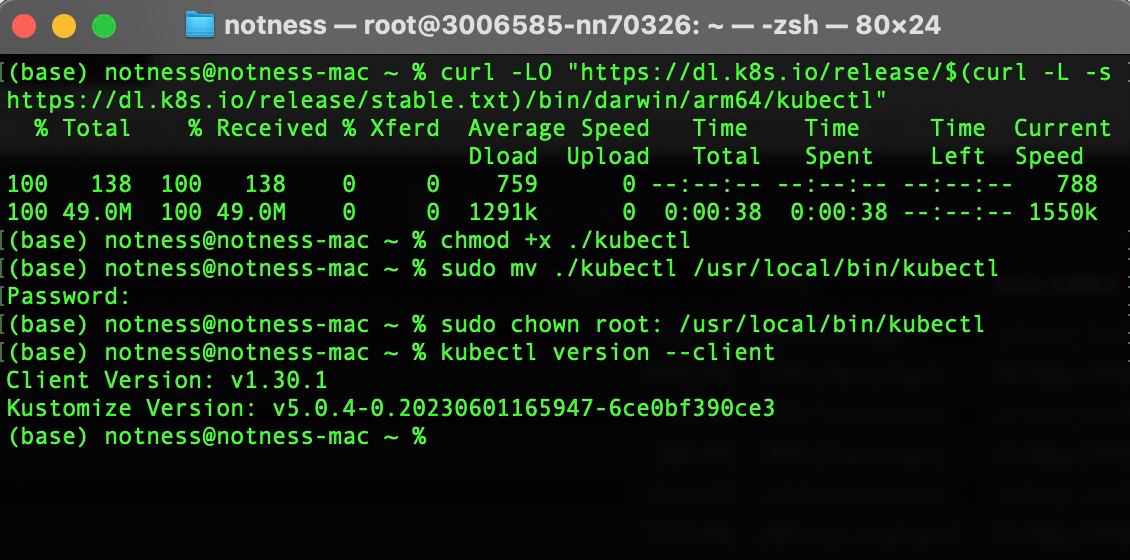 notness — root@3006585-nn70326: ~ — -zsh — 80×24
(base) notness@notness-mac ~ % curl -LO "https://dl.k8s.io/release/$(curl -L -s
https://dl.k8s.io/release/stable.txt)/bin/darwin/arm64/kubectl"
  % Total    % Received % Xferd  Average Speed   Time    Time     Time  Current
                                 Dload  Upload   Total   Spent    Left  Speed
100   138  100   138    0     0    759      0 --:--:-- --:--:-- --:--:--   788
100 49.0M  100 49.0M    0     0  1291k      0  0:00:38  0:00:38 --:--:-- 1550k
(base) notness@notness-mac ~ % chmod +x ./kubectl
(base) notness@notness-mac ~ % sudo mv ./kubectl /usr/local/bin/kubectl
Password:
(base) notness@notness-mac ~ % sudo chown root: /usr/local/bin/kubectl
(base) notness@notness-mac ~ % kubectl version --client
Client Version: v1.30.1
Kustomize Version: v5.0.4-0.20230601165947-6ce0bf390ce3
(base) notness@notness-mac ~ %